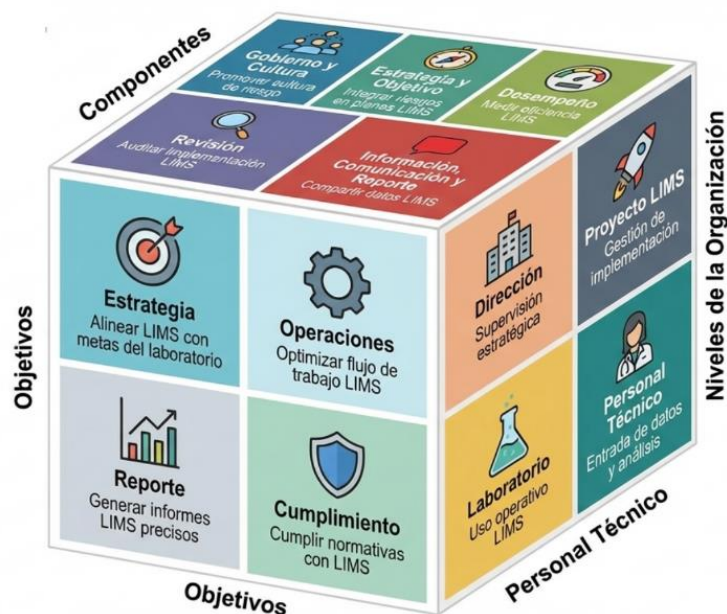 Componentes
Gobierno y
Cultura
Promover cultura
de riesgo
Estrategia y
Objetivo
Integrar riesgos
en planes LIMS
Desempeño
Medir eficiencia
LIMS
Revisión
Auditar implementación
LIMS
Información,
Comunicación y
Reporte
Compartir datos LIMS
Objetivos
Estrategia
Alinear LIMS con
metas del laboratorio
Operaciones
Optimizar flujo de
trabajo LIMS
Reporte
Generar informes
LIMS precisos
Cumplimiento
Cumplir normativas
con LIMS
Objetivos
Dirección
Supervisión
estratégica
Proyecto LIMS
Gestión de
implementación
Laboratorio
Uso operativo
LIMS
Personal
Técnico
Entrada de datos
y análisis
Niveles de la Organización
Personal Técnico